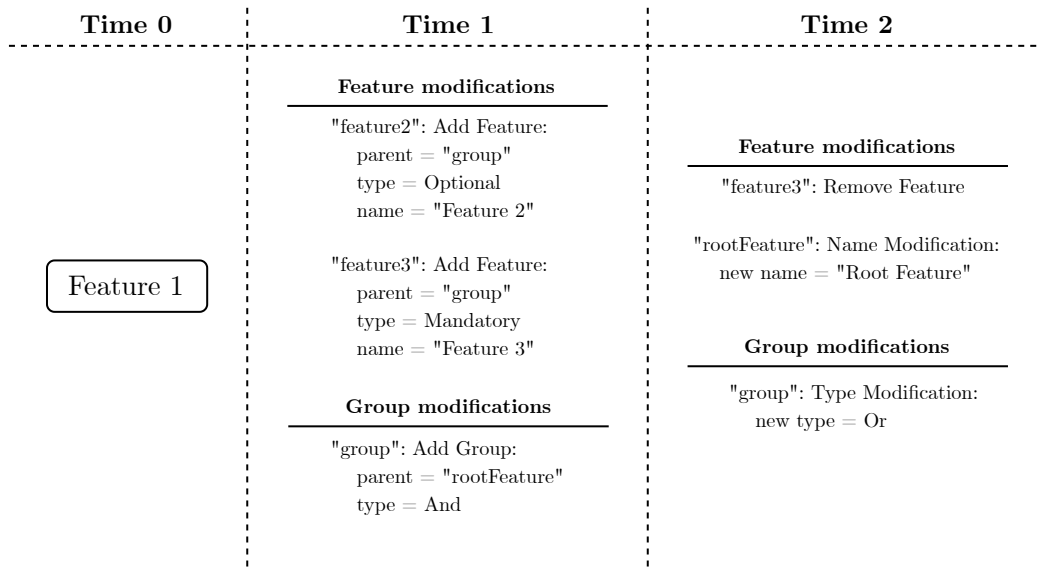 Time 0
Time 1
Time 2
Feature 1
Feature modifications
"feature2": Add Feature:
parent = "group"
type = Optional
name = "Feature 2"
"feature3": Add Feature:
parent = "group"
type = Mandatory
name = "Feature 3"
Group modifications
"group": Add Group:
parent = "rootFeature"
type = And
Feature modifications
"feature3": Remove Feature
"rootFeature": Name Modification:
new name = "Root Feature"
Group modifications
"group": Type Modification:
new type = Or